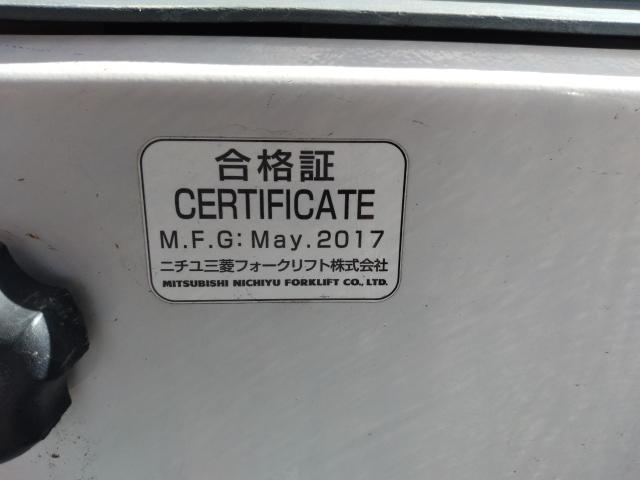 合格証
CERTIFICATE
M.F.G: May.2017
ニチユ三菱フォークリフト株式会社
MITSUBISHI NICHIYU FORKLIFT CO., LTD.